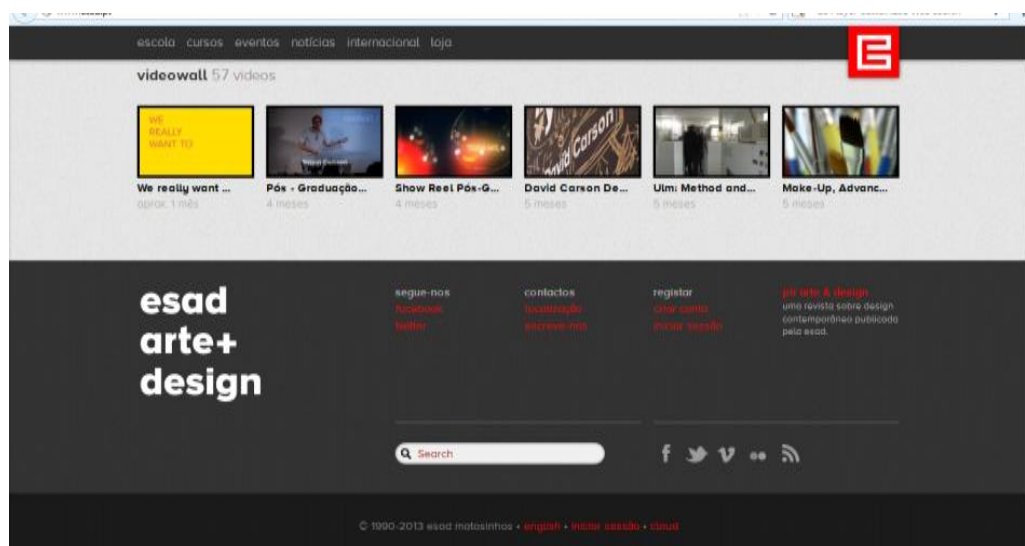 escola cursos eventos notícias internacional loja
videowall 57 videos
WE
REALLY
WANT TO
David Carson
We really want ...
Pós - Graduação...
Show Reel Pós-G...
David Carson De...
Ulm: Method and...
Make-Up, Advanc...
aprox. 1 mês
4 meses
4 meses
5 meses
5 meses
5 meses
esad
arte+
design
segue-nos
facebook
twitter
contactos
localização
escreve-nos
registar
criar conta
iniciar sessão
pli arte & design
uma revista sobre design
contemporâneo publicada
pela esad.
Search
© 1990-2013 esad matosinhos • english • iniciar sessão • cloud